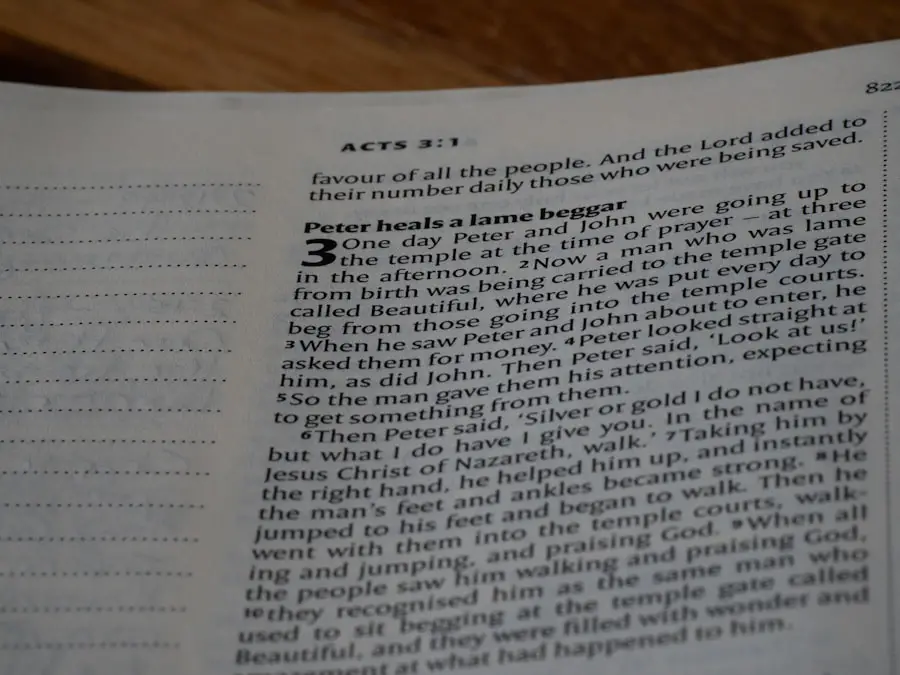 822
ACTS 3:1
favour of all the people. And the Lord added to
their number daily those who were being saved.
Peter heals a lame beggar
3 One day Peter and John were going up to
the temple at the time of prayer – at three
in the afternoon. 2 Now a man who was lame
from birth was being carried to the temple gate
called Beautiful, where he was put every day to
beg from those going into the temple courts.
3 When he saw Peter and John about to enter, he
asked them for money. 4 Peter looked straight at
him, as did John. Then Peter said, ‘Look at us!’
5 So the man gave them his attention, expecting
to get something from them.
6 Then Peter said, ‘Silver or gold I do not have,
but what I do have I give you. In the name of
Jesus Christ of Nazareth, walk.’ 7 Taking him by
the right hand, he helped him up, and instantly
the man’s feet and ankles became strong. 8 He
jumped to his feet and began to walk. Then he
went with them into the temple courts, walk-
ing and jumping, and praising God. 9 When all
the people saw him walking and praising God,
10 they recognised him as the same man who
used to sit begging at the temple gate called
Beautiful, and they were filled with wonder and
amazement at what had happened to him.